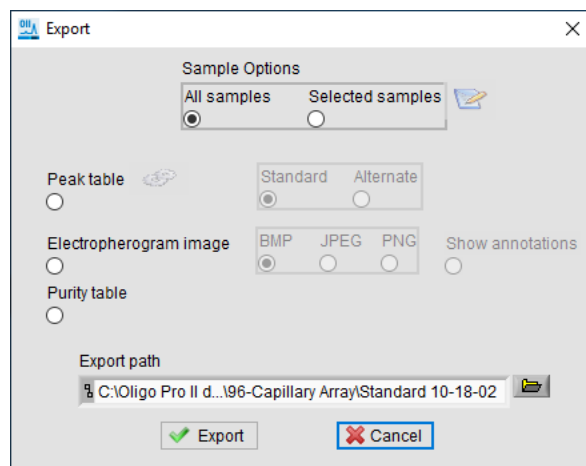 Export
Sample Options
All samples Selected samples
Peak table Standard Alternate
Electropherogram image BMP JPEG PNG Show annotations
Purity table
Export path
C:\Oligo Pro II d...\96-Capillary Array\Standard 10-18-02
Export Cancel